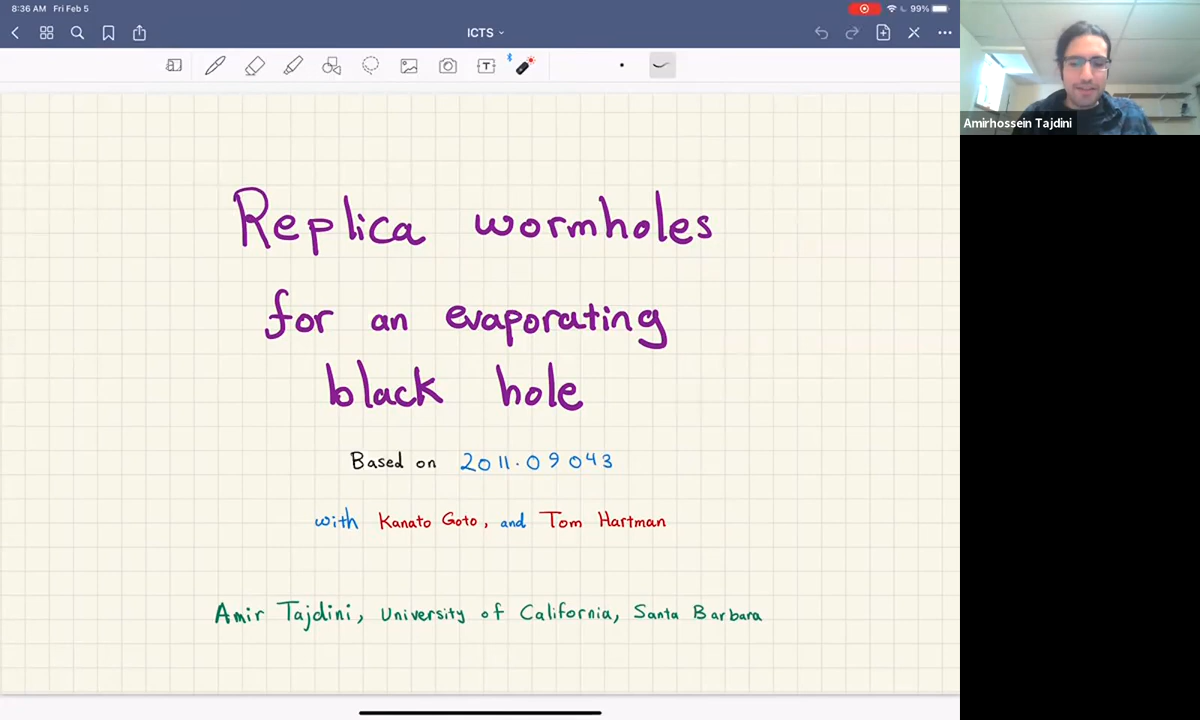 8:36 AM Fri Feb 5
99%
ICTS
T
Amirhossein Tajdini
Replica wormholes
for an evaporating
black hole
Based on 2011.09043
with Kanato Goto, and Tom Hartman
Amir Tajdini, University of California, Santa Barbara